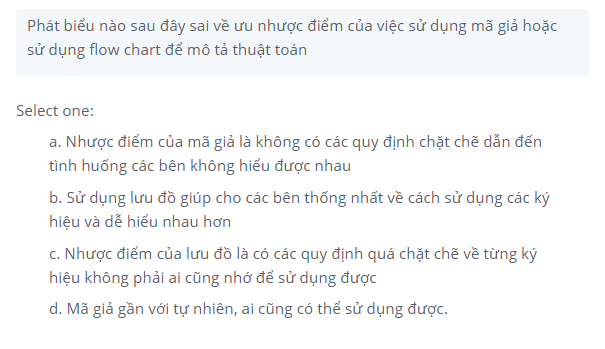 Phát biểu nào sau đây sai về ưu nhược điểm của việc sử dụng mã giả hoặc
sử dụng flow chart để mô tả thuật toán
Select one:
a. Nhược điểm của mã giả là không có các quy định chặt chẽ dẫn đến
tình huống các bên không hiểu được nhau
b. Sử dụng lưu đồ giúp cho các bên thống nhất về cách sử dụng các ký
hiệu và dễ hiểu nhau hơn
c. Nhược điểm của lưu đồ là có các quy định quá chặt chẽ về từng ký
hiệu không phải ai cũng nhớ để sử dụng được
d. Mã giả gần với tự nhiên, ai cũng có thể sử dụng được.